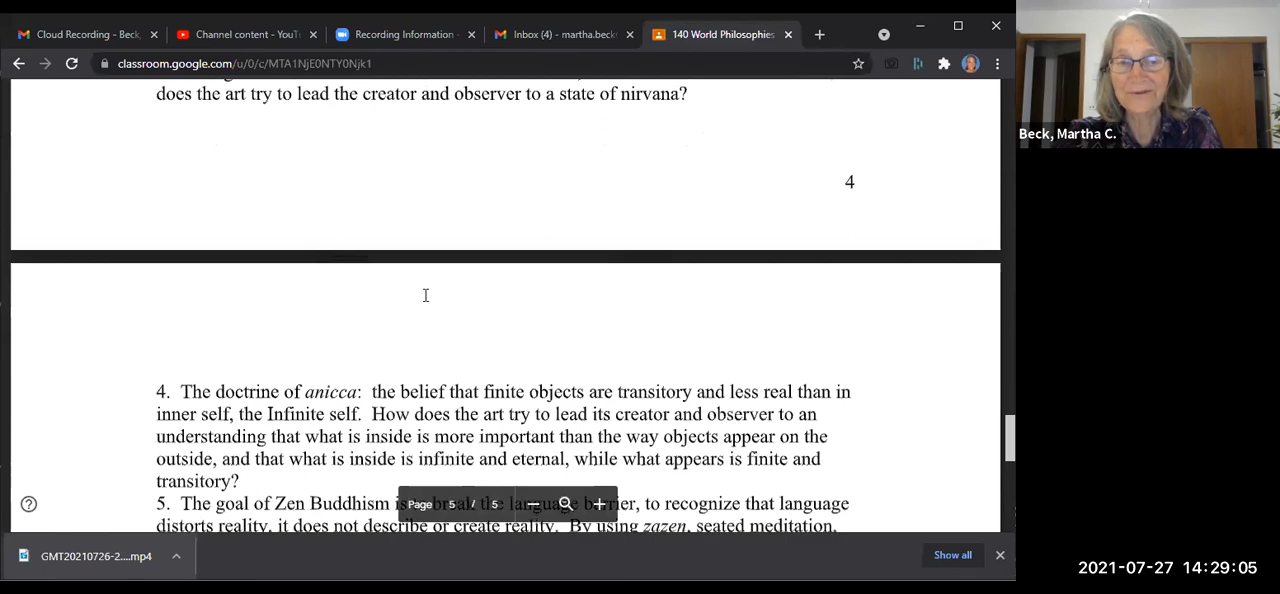 Cloud Recording - Beck,
Channel content - YouT
Recording Information -
Inbox (4) - martha.beck
140 World Philosophies
classroom.google.com/u/0/c/MTA1NjE0NTY0Njk1
does the art try to lead the creator and observer to a state of nirvana?
4
4. The doctrine of anicca: the belief that finite objects are transitory and less real than in
inner self, the Infinite self. How does the art try to lead its creator and observer to an
understanding that what is inside is more important than the way objects appear on the
outside, and that what is inside is infinite and eternal, while what appears is finite and
transitory?
5. The goal of Zen Buddhism is to break the language barrier, to recognize that language
distorts reality, it does not describe or create reality. By using zazen, seated meditation,
Page 5 / 5
GMT20210726-2....mp4
Show all
Beck, Martha C.
2021-07-27 14:29:05